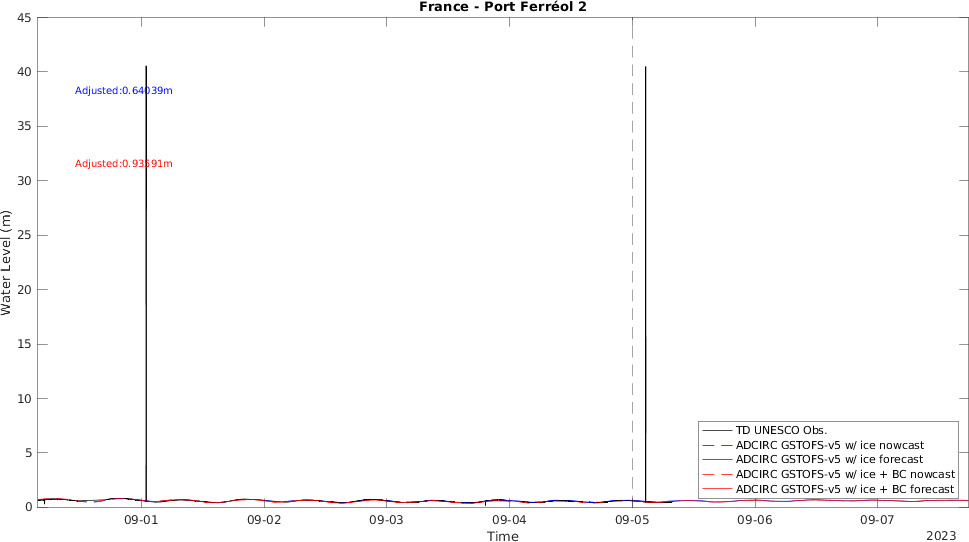 France - Port Ferréol 2
45
40
35
30
25
20
15
10
5
0
Water Level (m)
Adjusted:0.64039m
Adjusted:0.93591m
TD UNESCO Obs.
ADCIRC GSTOFS-v5 w/ ice nowcast
ADCIRC GSTOFS-v5 w/ ice forecast
ADCIRC GSTOFS-v5 w/ ice + BC nowcast
ADCIRC GSTOFS-v5 w/ ice + BC forecast
09-01 09-02 09-03 09-04 09-05 09-06 09-07
Time
2023